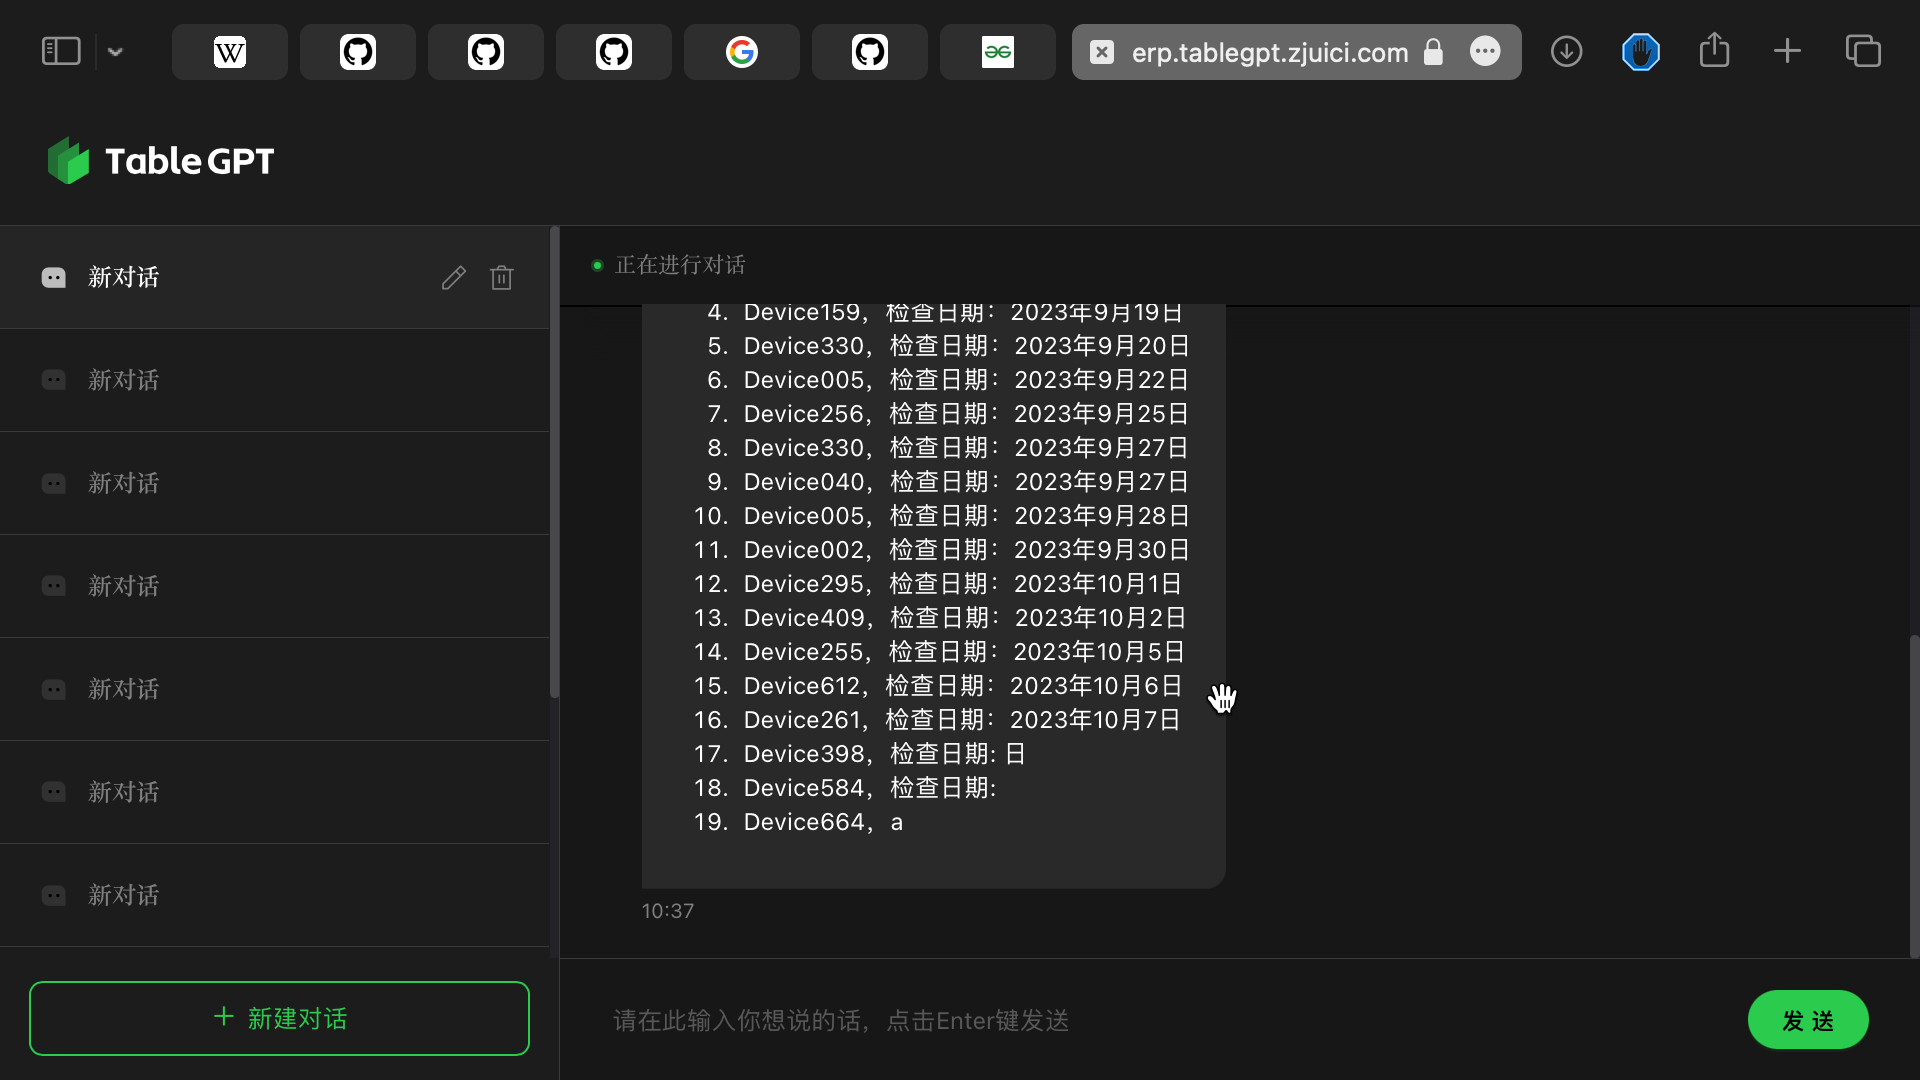 erp.tablegpt.zjuici.com
Table GPT
新对话
新对话
新对话
新对话
新对话
新对话
新对话
+ 新建对话
正在进行对话
4. Device159，检查日期：2023年9月19日
5. Device330，检查日期：2023年9月20日
6. Device005，检查日期：2023年9月22日
7. Device256，检查日期：2023年9月25日
8. Device330，检查日期：2023年9月27日
9. Device040，检查日期：2023年9月27日
10. Device005，检查日期：2023年9月28日
11. Device002，检查日期：2023年9月30日
12. Device295，检查日期：2023年10月1日
13. Device409，检查日期：2023年10月2日
14. Device255，检查日期：2023年10月5日
15. Device612，检查日期：2023年10月6日
16. Device261，检查日期：2023年10月7日
17. Device398，检查日期: 日
18. Device584，检查日期:
19. Device664，a
10:37
请在此输入你想说的话，点击Enter键发送
发 送